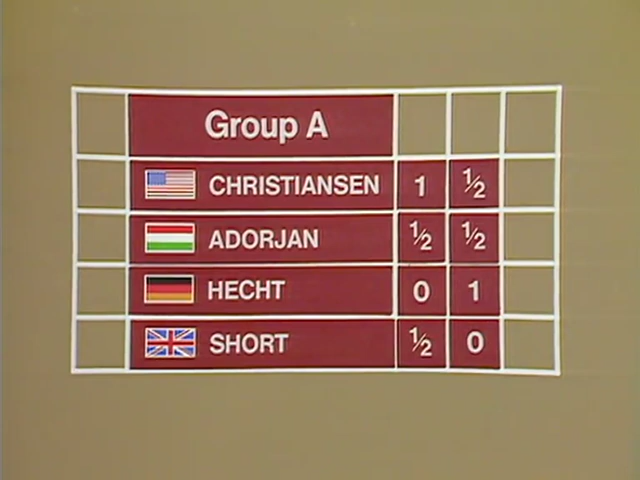 Group A
CHRISTIANSEN 1 ½
ADORJAN ½ ½
HECHT 0 1
SHORT ½ 0